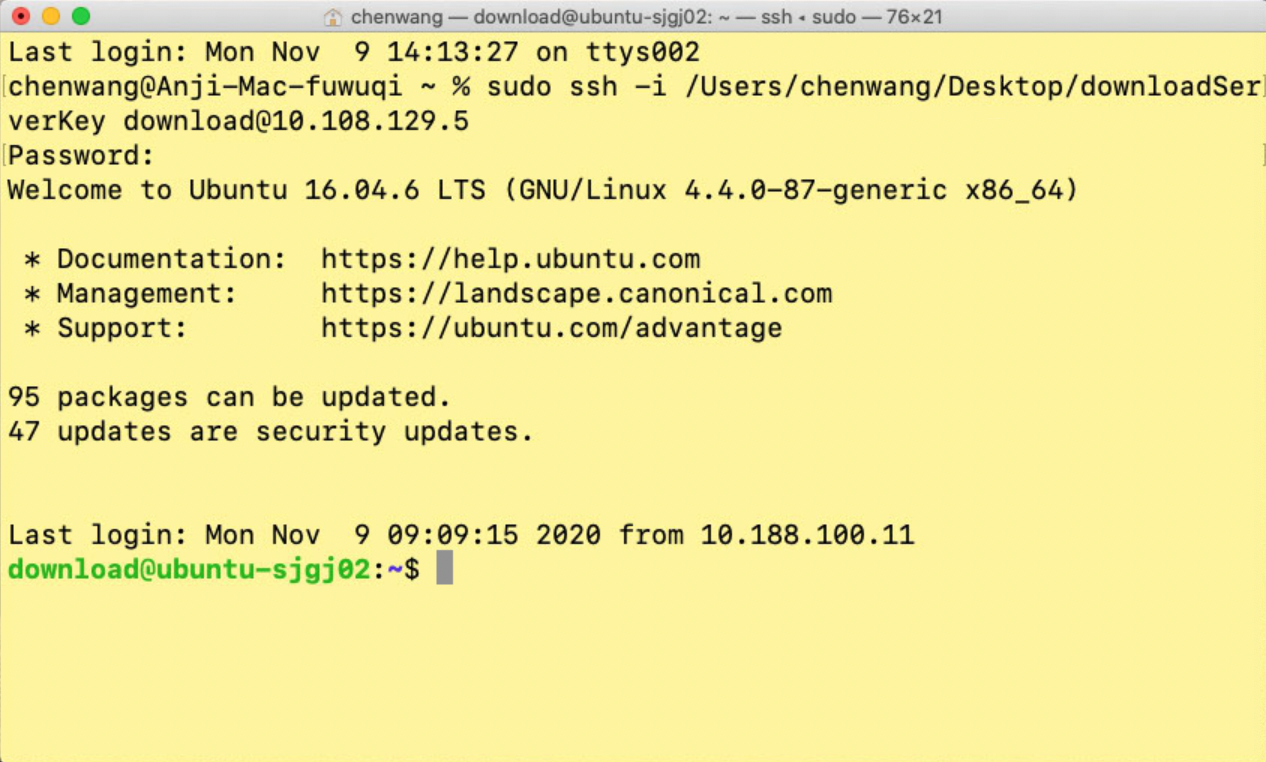 chenwang — download@ubuntu-sjgj02: ~ — ssh ◂ sudo — 76×21
Last login: Mon Nov  9 14:13:27 on ttys002
[chenwang@Anji-Mac-fuwuqi ~ % sudo ssh -i /Users/chenwang/Desktop/downloadSer]
verKey download@10.108.129.5
[Password:                                                                  ]
Welcome to Ubuntu 16.04.6 LTS (GNU/Linux 4.4.0-87-generic x86_64)
 * Documentation:  https://help.ubuntu.com
 * Management:     https://landscape.canonical.com
 * Support:        https://ubuntu.com/advantage
95 packages can be updated.
47 updates are security updates.
Last login: Mon Nov  9 09:09:15 2020 from 10.188.100.11
download@ubuntu-sjgj02:~$